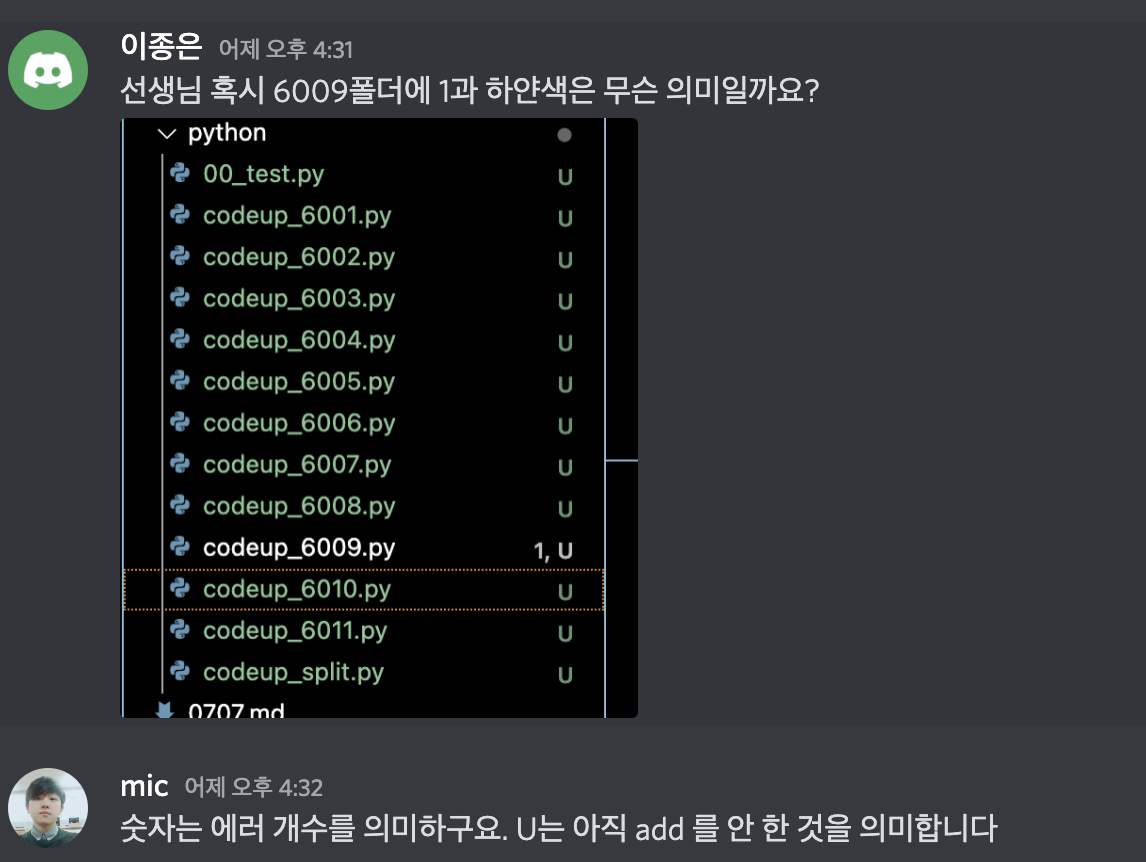 이종은 어제 오후 4:31
선생님 혹시 6009폴더에 1과 하얀색은 무슨 의미일까요?
python
00_test.py U
codeup_6001.py U
codeup_6002.py U
codeup_6003.py U
codeup_6004.py U
codeup_6005.py U
codeup_6006.py U
codeup_6007.py U
codeup_6008.py U
codeup_6009.py 1, U
codeup_6010.py U
codeup_6011.py U
codeup_split.py U
0707.md
mic 어제 오후 4:32
숫자는 에러 개수를 의미하구요. U는 아직 add 를 안 한 것을 의미합니다